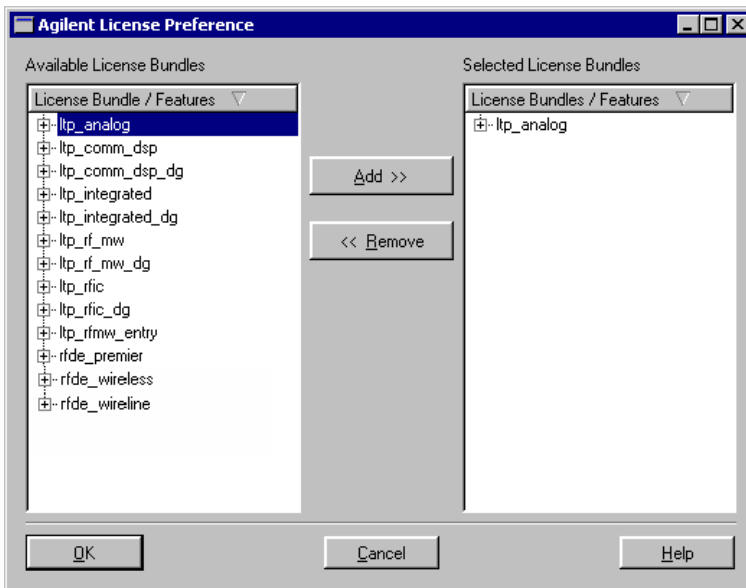 Agilent License Preference
Available License Bundles
Selected License Bundles
License Bundle / Features
ltp_analog
ltp_comm_dsp
ltp_comm_dsp_dg
ltp_integrated
ltp_integrated_dg
ltp_rf_mw
ltp_rf_mw_dg
ltp_rfic
ltp_rfic_dg
ltp_rfmw_entry
rfde_premier
rfde_wireless
rfde_wireline
Add >>
<< Remove
License Bundles / Features
ltp_analog
OK
Cancel
Help